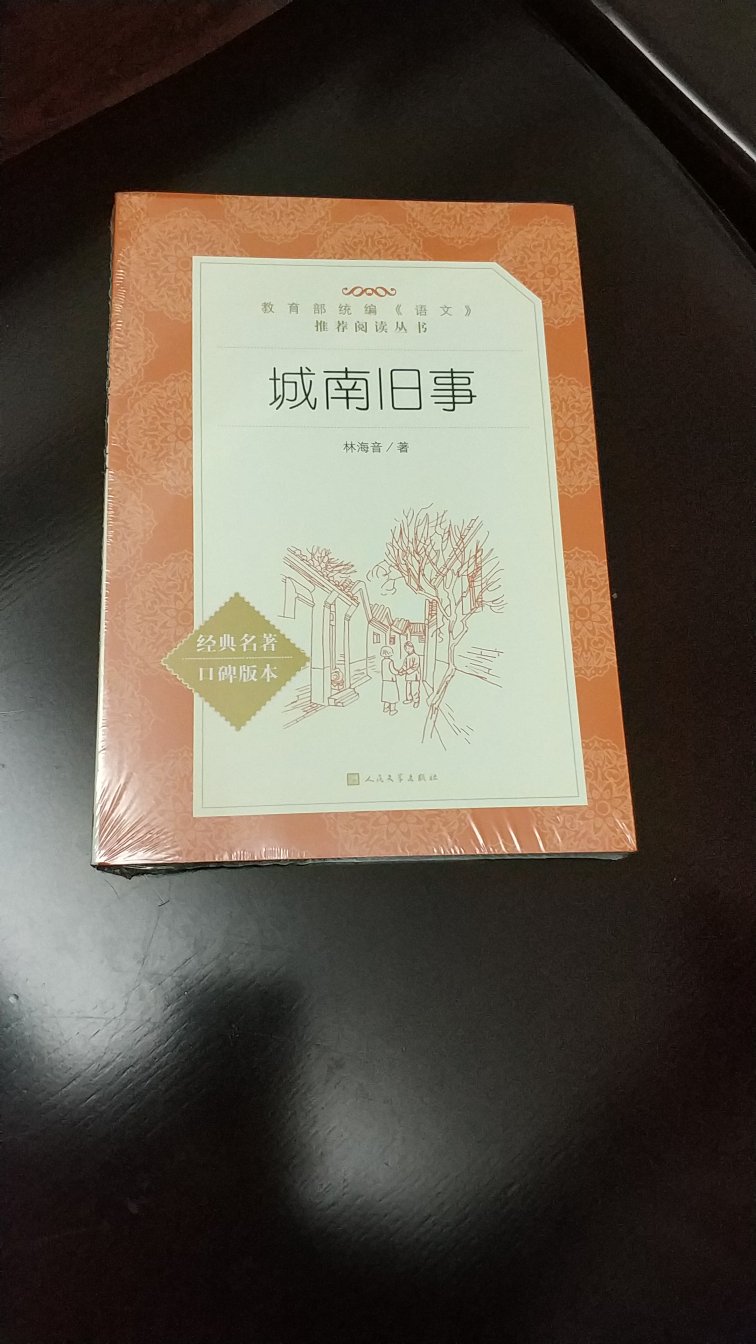 教育部统编《语文》
推荐阅读丛书
城南旧事
林海音/著
经典名著
口碑版本
人民文学出版社